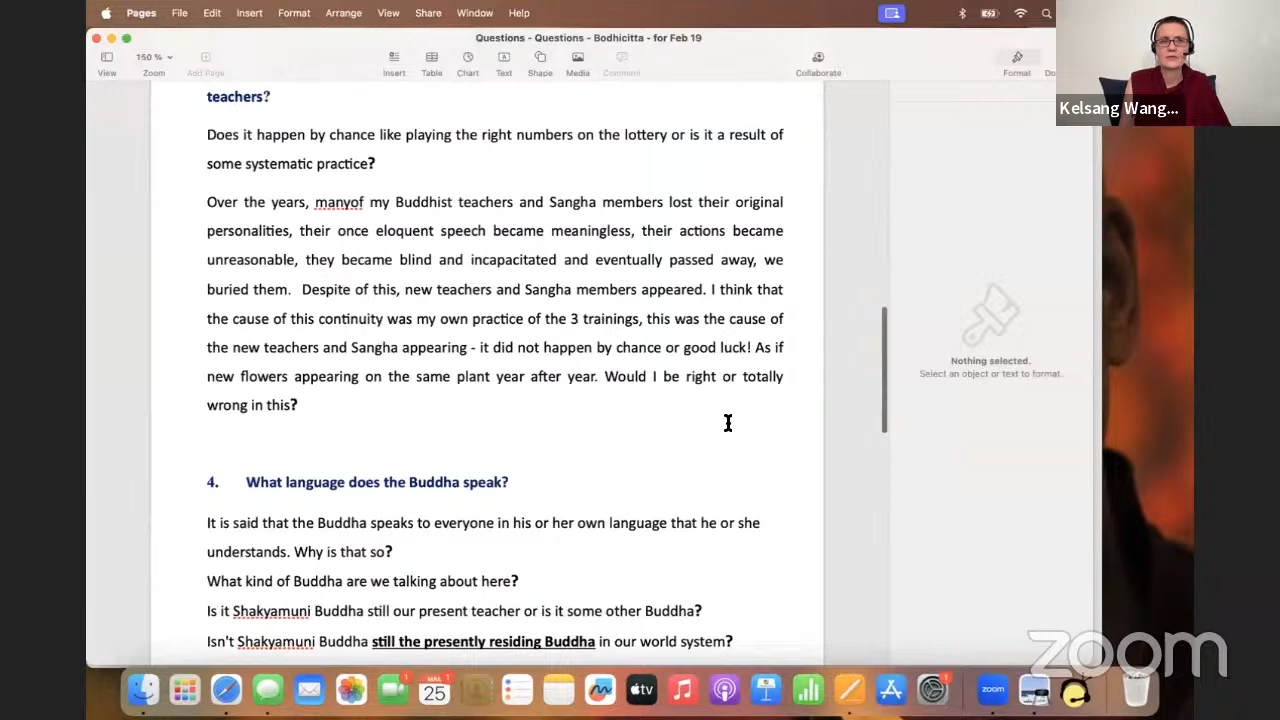 Pages File Edit Insert Format Arrange View Share Window Help
Questions - Questions - Bodhicitta - for Feb 19
150 %
View Zoom Add Page Insert Table Chart Text Shape Media Comment Collaborate Format
Kelsang Wang...
teachers?
Does it happen by chance like playing the right numbers on the lottery or is it a result of
some systematic practice?
Over the years, manyof my Buddhist teachers and Sangha members lost their original
personalities, their once eloquent speech became meaningless, their actions became
unreasonable, they became blind and incapacitated and eventually passed away, we
buried them. Despite of this, new teachers and Sangha members appeared. I think that
the cause of this continuity was my own practice of the 3 trainings, this was the cause of
the new teachers and Sangha appearing - it did not happen by chance or good luck! As if
new flowers appearing on the same plant year after year. Would I be right or totally
wrong in this?
Nothing selected.
Select an object or text to format.
4. What language does the Buddha speak?
It is said that the Buddha speaks to everyone in his or her own language that he or she
understands. Why is that so?
What kind of Buddha are we talking about here?
Is it Shakyamuni Buddha still our present teacher or is it some other Buddha?
Isn't Shakyamuni Buddha still the presently residing Buddha in our world system?
zoom
25
tv
zoom